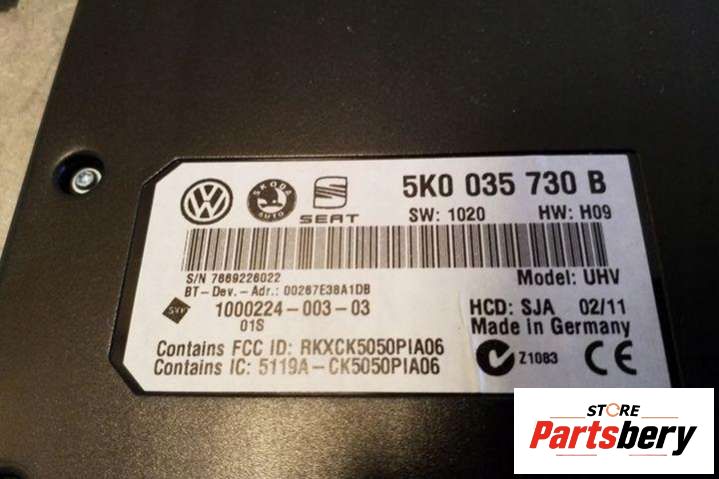 5K0 035 730 B
SKODA
AUTO
SEAT
SW: 1020 HW: H09
S/N 7669226022
Model: UHV
BT-Dev.-Adr.: 00267E38A1DB
1000224-003-03
HCD: SJA 02/11
01S
Made in Germany
Contains FCC ID: RKXCK5050PIA06
Contains IC: 5119A-CK5050PIA06
Z1083 CE
STORE
Partsbery